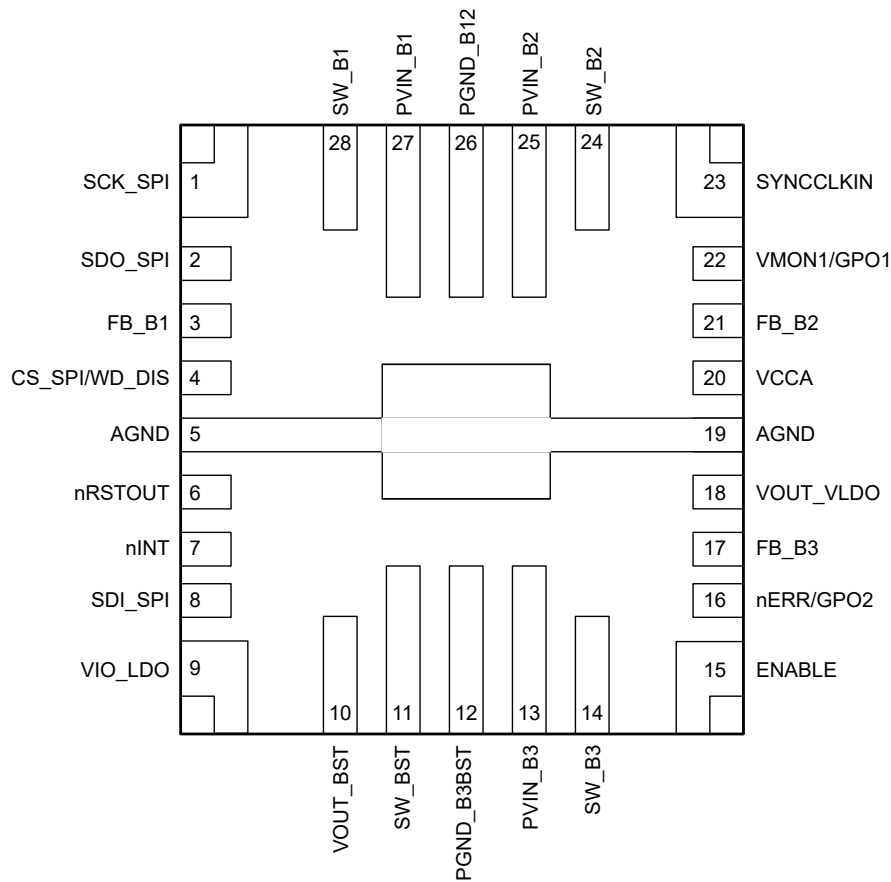 SW_B1
PVIN_B1
PGND_B12
PVIN_B2
SW_B2
28
27
26
25
24
SCK_SPI 1
23 SYNCCLKIN
SDO_SPI 2
22 VMON1/GPO1
FB_B1 3
21 FB_B2
CS_SPI/WD_DIS 4
20 VCCA
AGND 5
19 AGND
nRSTOUT 6
18 VOUT_VLDO
nINT 7
17 FB_B3
SDI_SPI 8
16 nERR/GPO2
VIO_LDO 9
15 ENABLE
10
11
12
13
14
VOUT_BST
SW_BST
PGND_B3BST
PVIN_B3
SW_B3